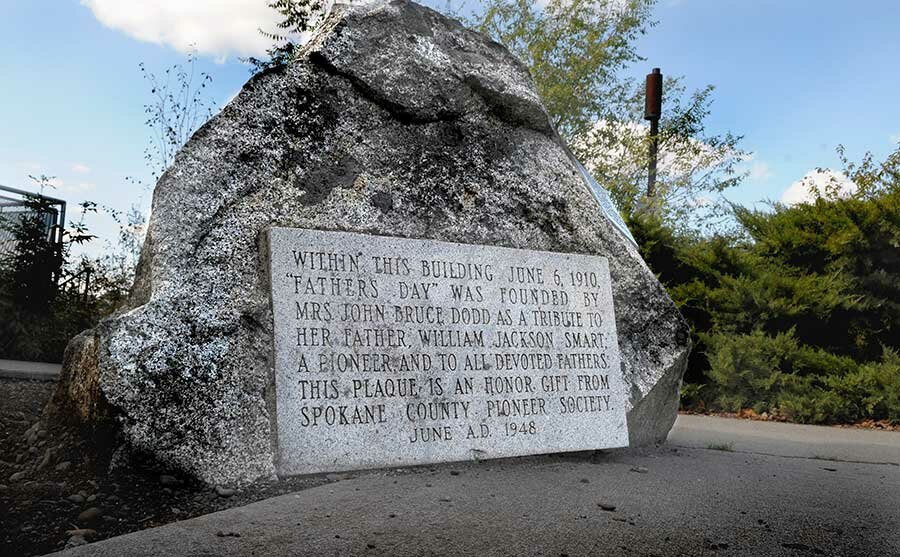 WITHIN THIS BUILDING JUNE 6, 1910,
"FATHERS DAY" WAS FOUNDED BY
MRS JOHN BRUCE DODD AS A TRIBUTE TO
HER FATHER, WILLIAM JACKSON SMART,
A PIONEER, AND TO ALL DEVOTED FATHERS.
THIS PLAQUE IS AN HONOR GIFT FROM
SPOKANE COUNTY PIONEER SOCIETY.
JUNE A.D. 1948